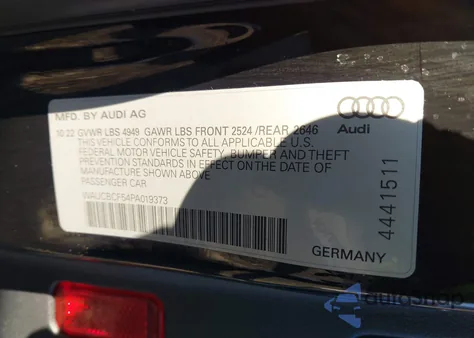 MFD. BY AUDI AG
10.22 GVWR LBS 4949 GAWR LBS FRONT 2524 /REAR 2646
THIS VEHICLE CONFORMS TO ALL APPLICABLE U.S.
FEDERAL MOTOR VEHICLE SAFETY, BUMPER AND THEFT
PREVENTION STANDARDS IN EFFECT ON THE DATE OF
MANUFACTURE SHOWN ABOVE
PASSENGER CAR
WAUCBCF54PA019373
Audi
4441511
GERMANY